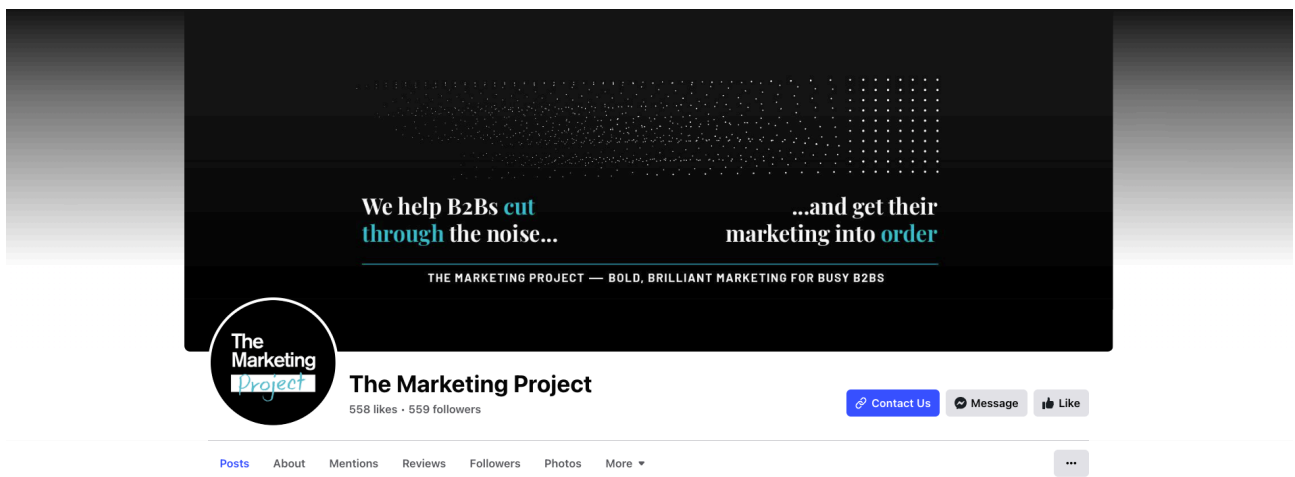 We help B2Bs cut
through the noise...
...and get their
marketing into order
THE MARKETING PROJECT — BOLD, BRILLIANT MARKETING FOR BUSY B2BS
The
Marketing
Project
The Marketing Project
558 likes • 559 followers
Contact Us
Message
Like
Posts
About
Mentions
Reviews
Followers
Photos
More